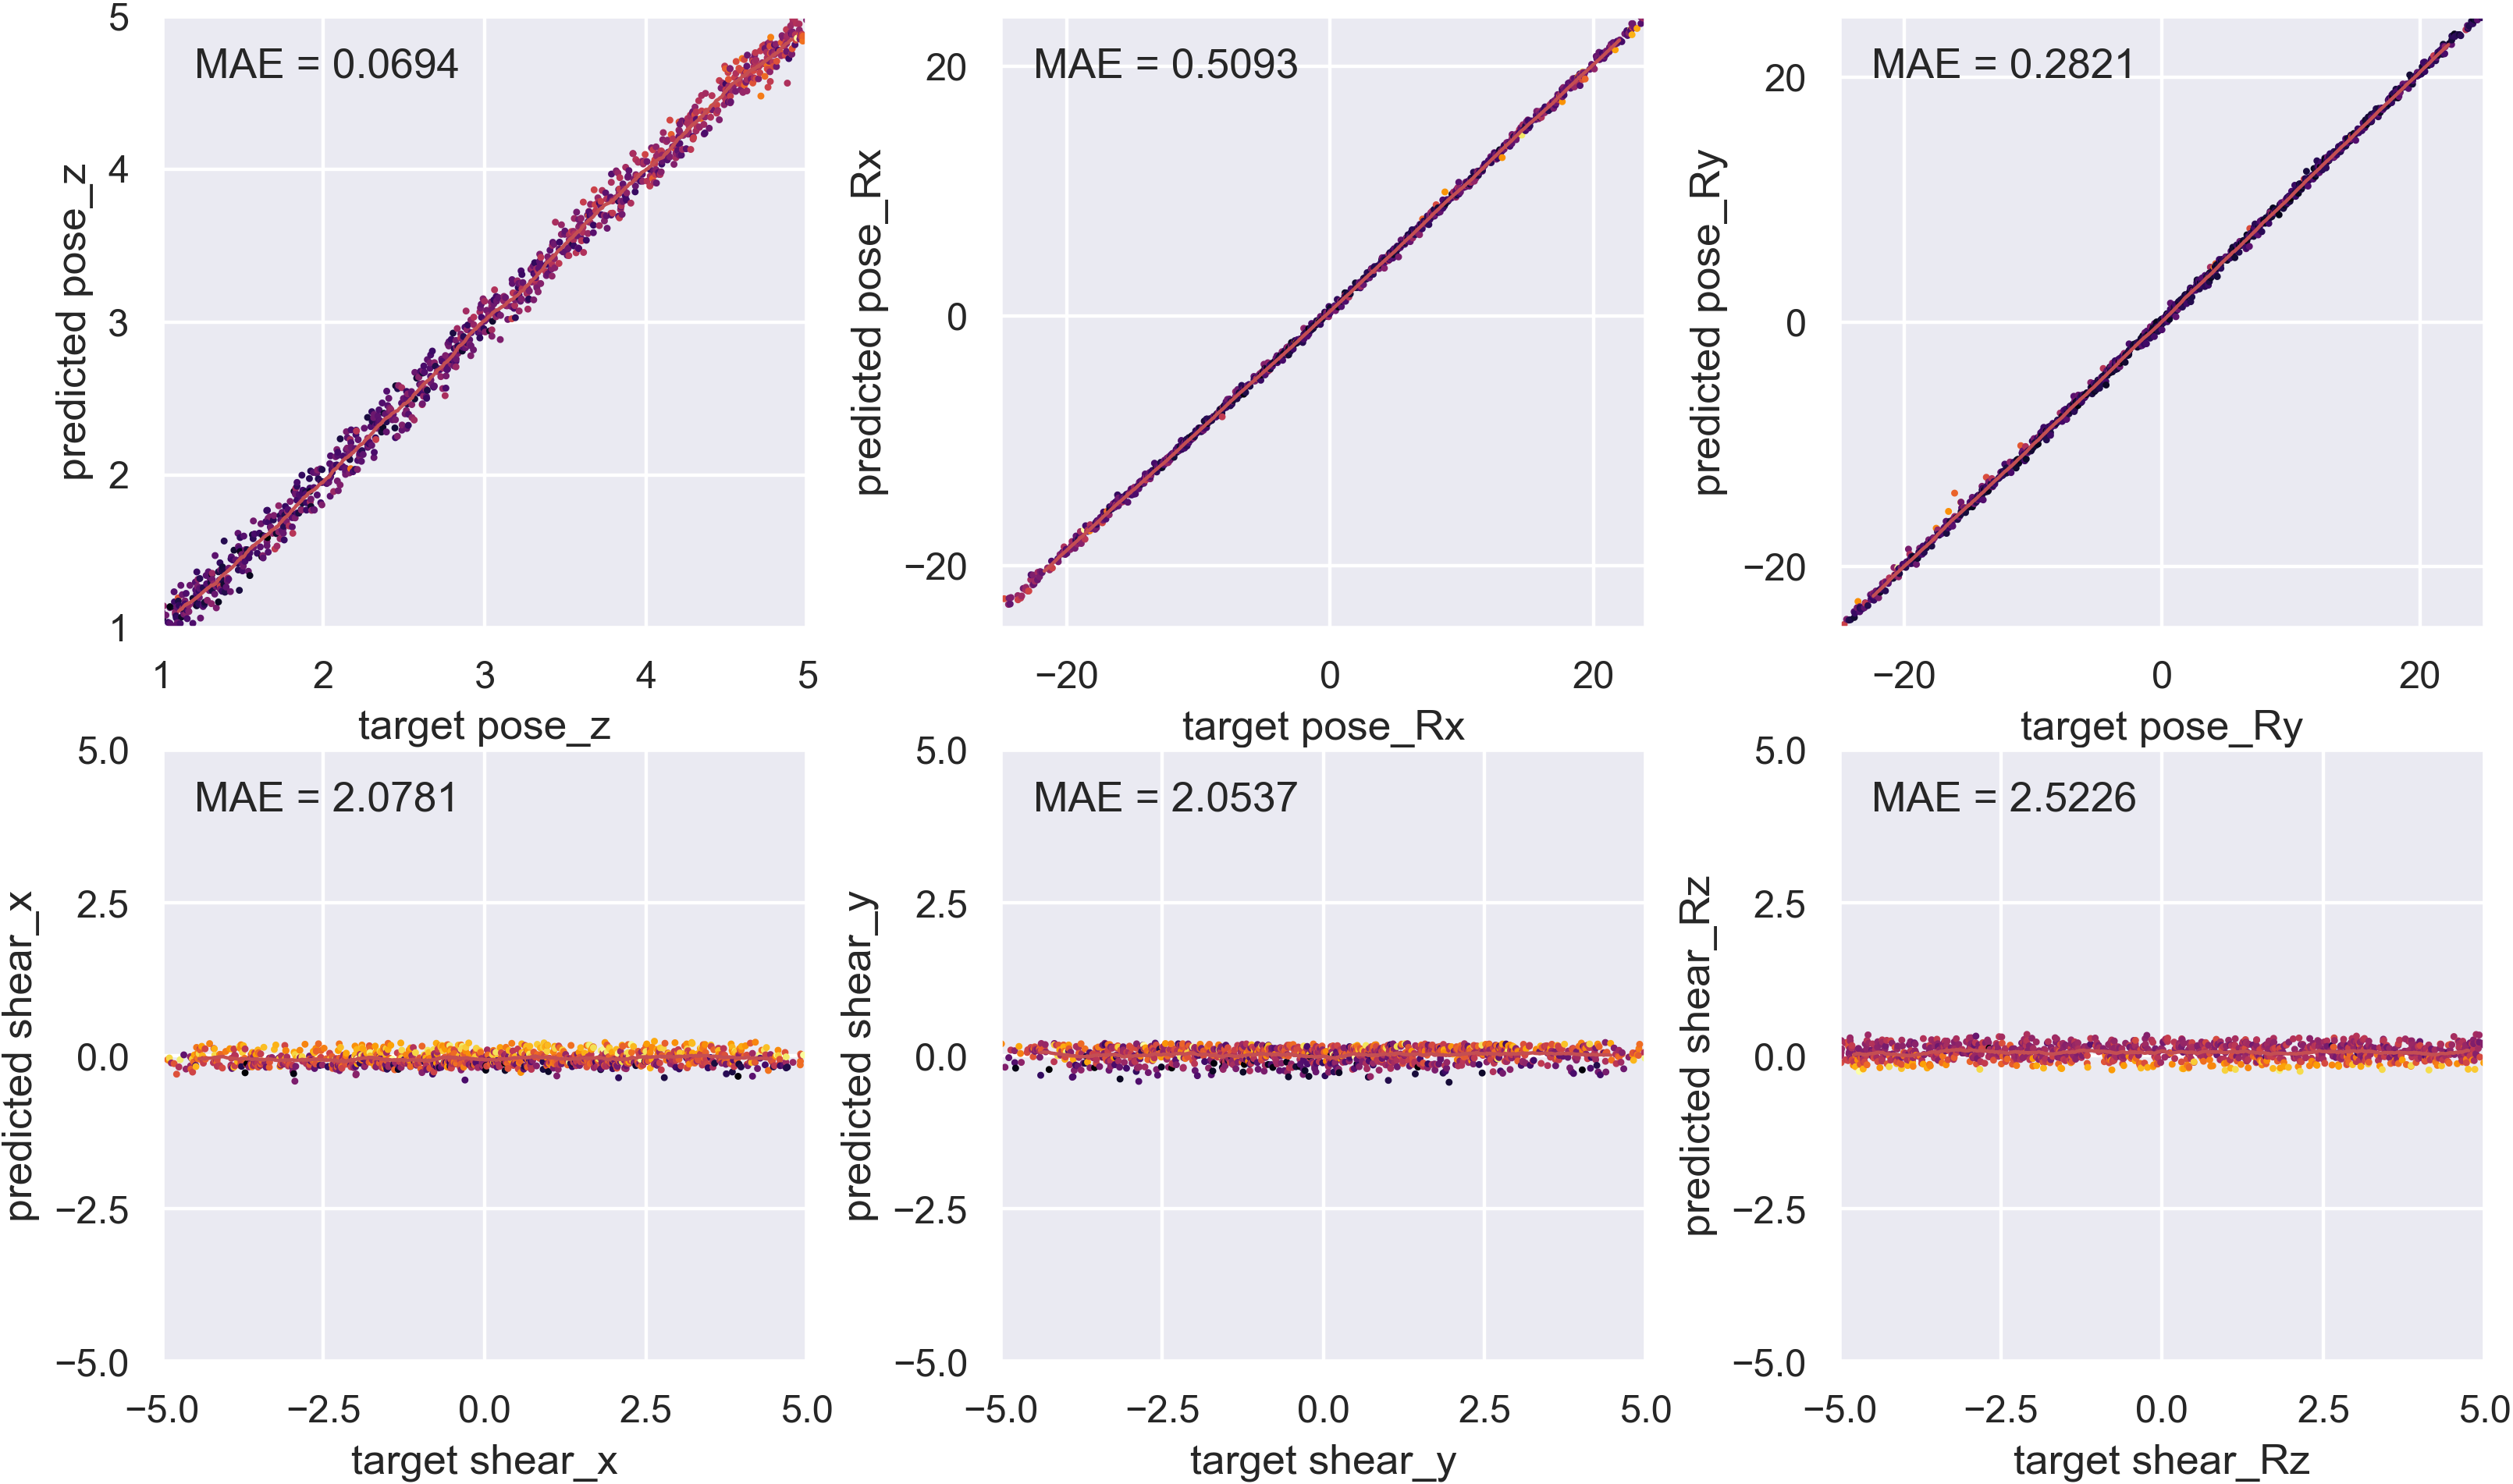 MAE = 0.0694
predicted pose_z
5
4
3
2
1
1 2 3 4 5
target pose_z
MAE = 0.5093
predicted pose_Rx
20
0
−20
−20 0 20
target pose_Rx
MAE = 0.2821
predicted pose_Ry
20
0
−20
−20 0 20
target pose_Ry
MAE = 2.0781
predicted shear_x
5.0
2.5
0.0
−2.5
−5.0
−5.0 −2.5 0.0 2.5 5.0
target shear_x
MAE = 2.0537
predicted shear_y
5.0
2.5
0.0
−2.5
−5.0
−5.0 −2.5 0.0 2.5 5.0
target shear_y
MAE = 2.5226
predicted shear_Rz
5.0
2.5
0.0
−2.5
−5.0
−5.0 −2.5 0.0 2.5 5.0
target shear_Rz